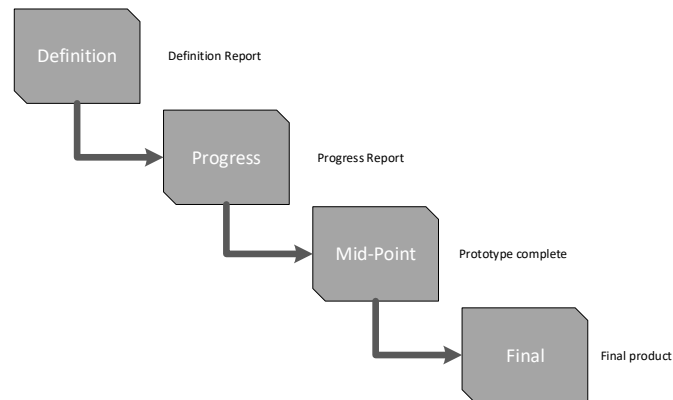 Definition
Definition Report
Progress
Progress Report
Mid-Point
Prototype complete
Final
Final product